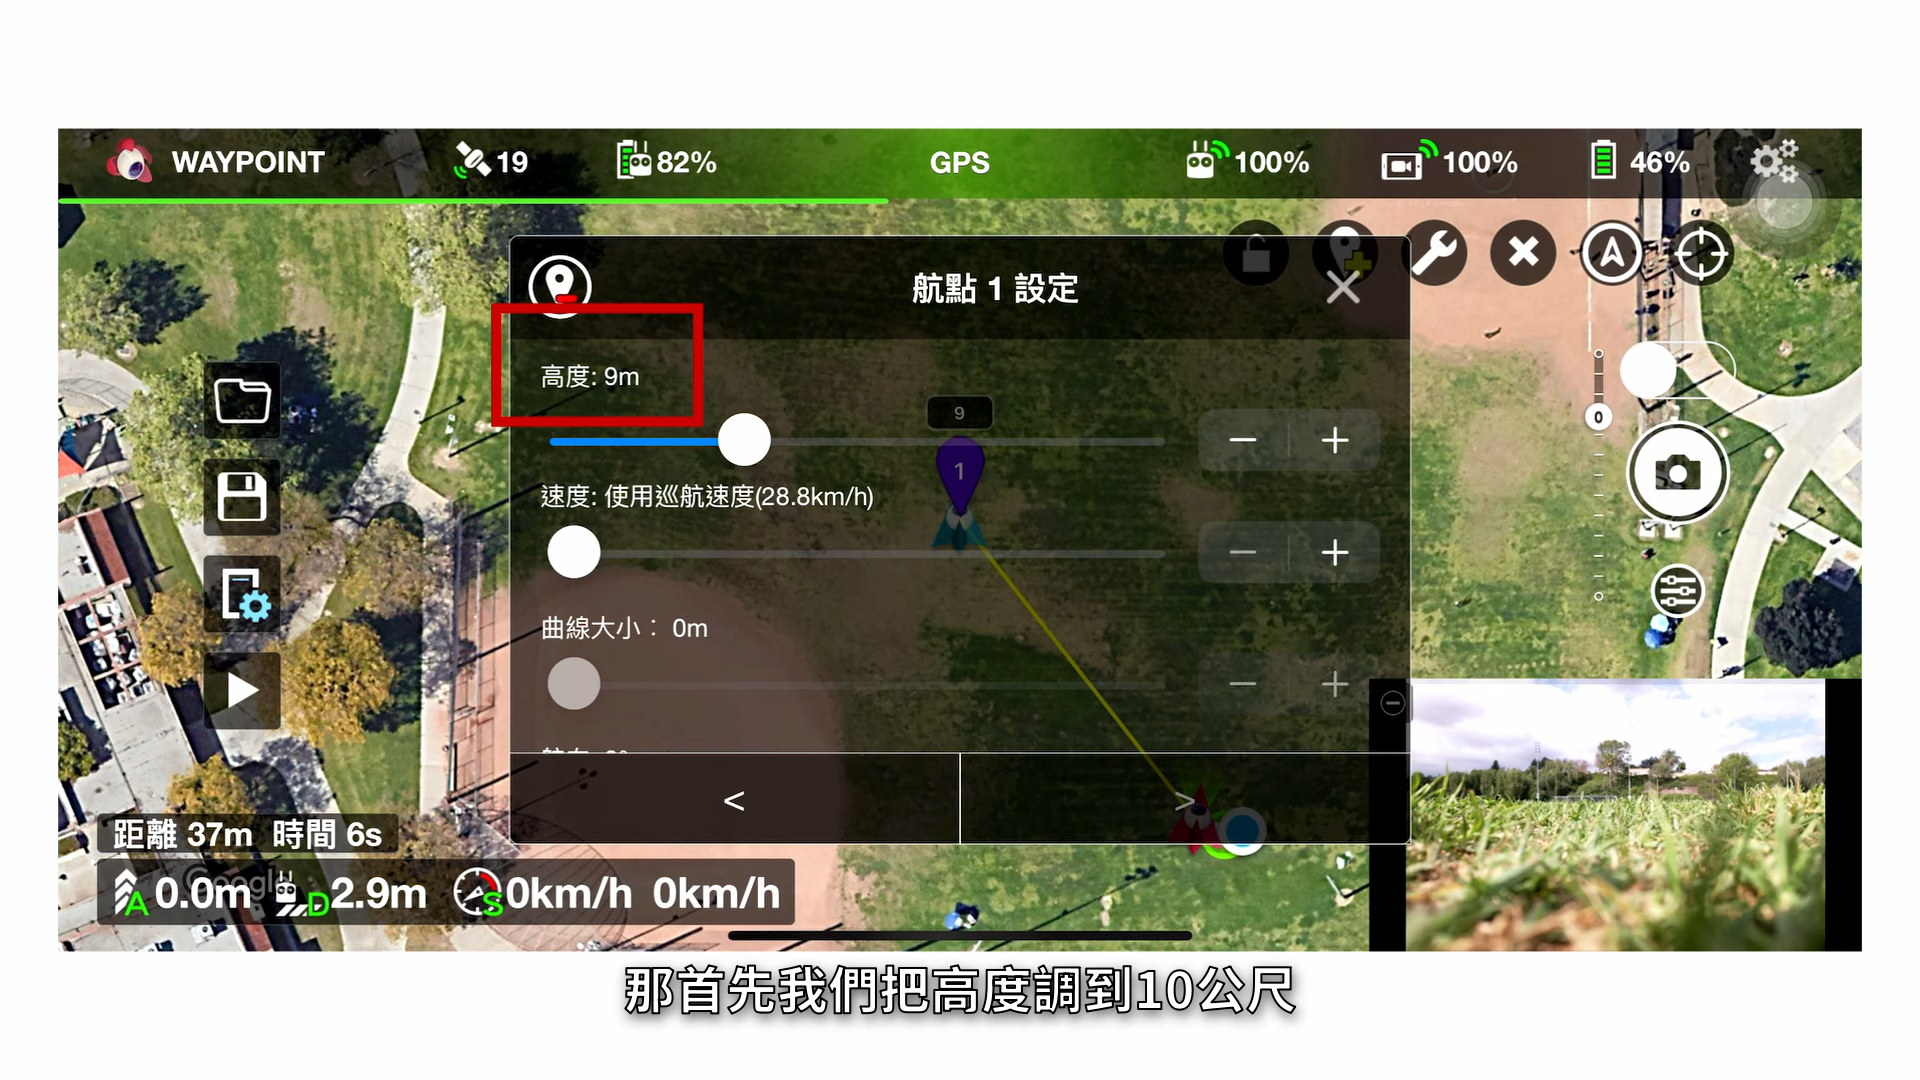 WAYPOINT 19 82% GPS 100% 100% 46%
航點 1 設定
高度: 9m
9
1
速度: 使用巡航速度(28.8km/h)
曲線大小： 0m
< >
0
距離 37m 時間 6s
A 0.0m D 2.9m S 0km/h 0km/h
那首先我們把高度調到10公尺